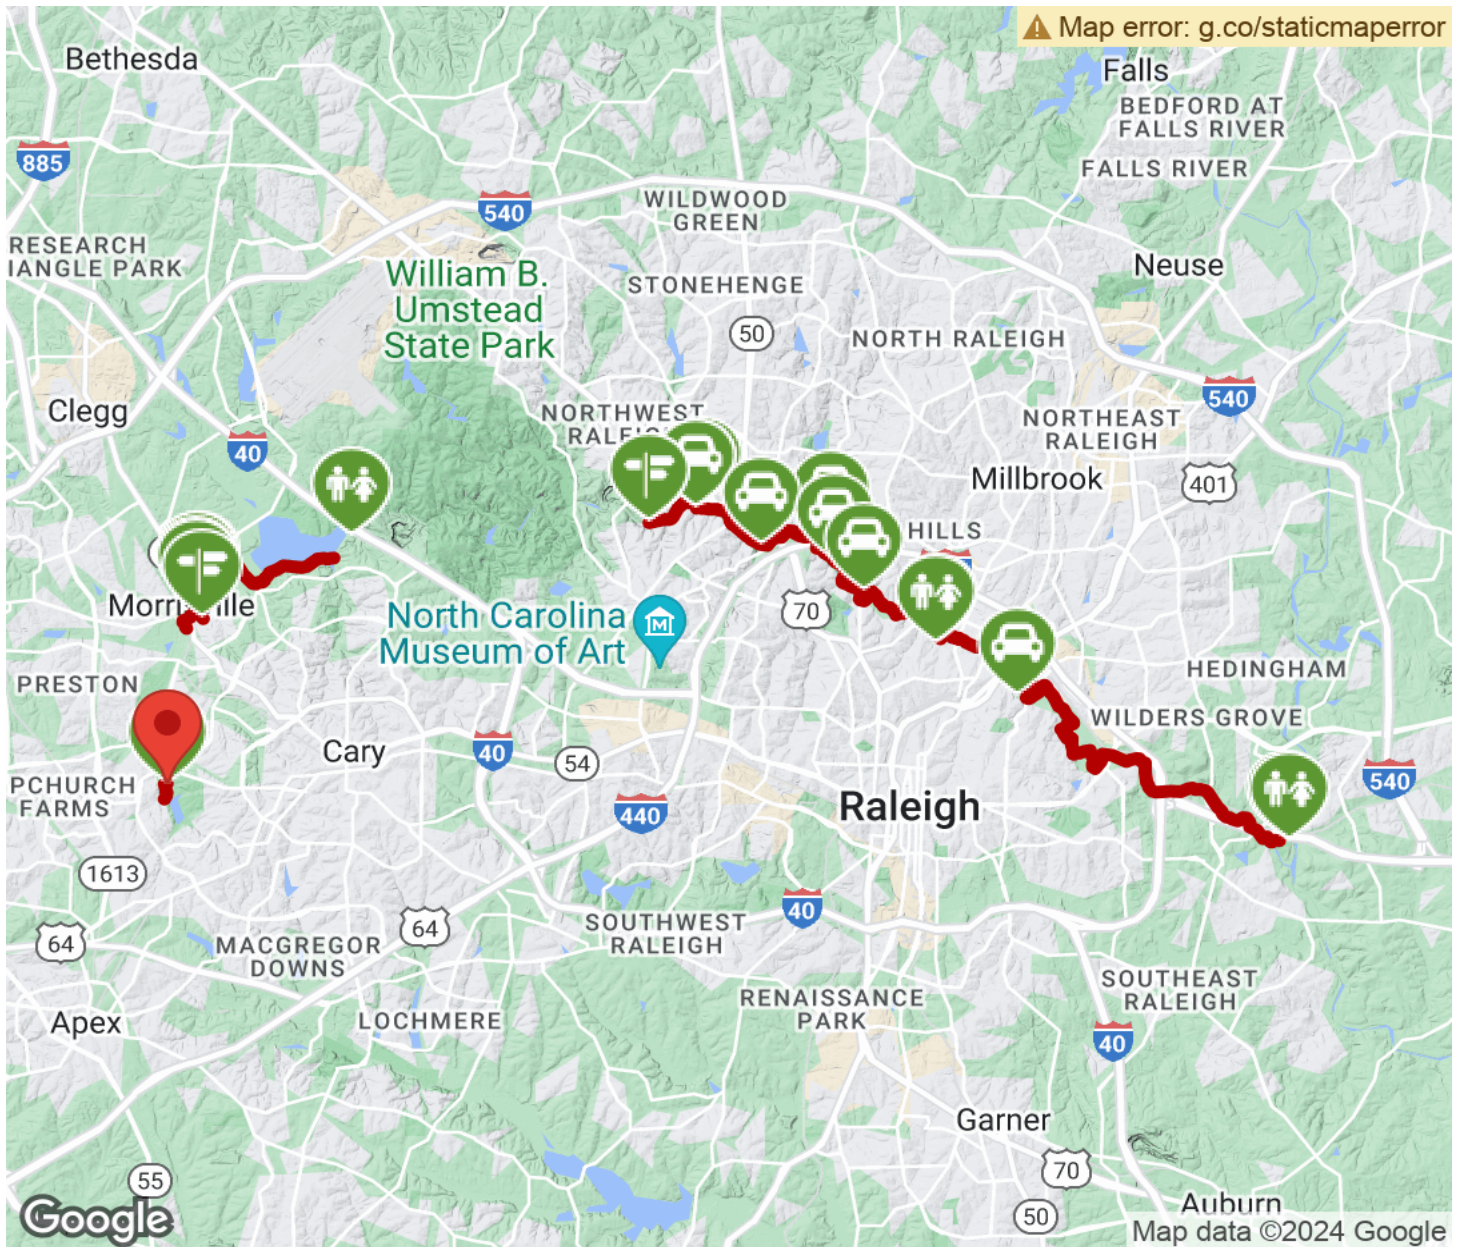 Map error: g.co/staticmaperror
Bethesda
Falls
BEDFORD AT
FALLS RIVER
885
FALLS RIVER
540
WILDWOOD
GREEN
RESEARCH
IANGLE PARK
Neuse
William B.
Umstead
State Park
STONEHENGE
50
NORTH RALEIGH
540
Clegg
NORTHWEST
NORTHEAST
RALEIGH
40
Millbrook
401
HILLS
Morri
ille
70
North Carolina
Museum of Art
M
PRESTON
HEDINGHAM
WILDERS GROVE
Cary
40
54
540
PCHURCH
FARMS
Raleigh
440
1613
40
64
64
SOUTHWEST
RALEIGH
MACGREGOR
DOWNS
SOUTHEAST
RALEIGH
RENAISSANCE
PARK
Apex
LOCHMERE
40
Garner
70
55
Auburn
50
Google
Map data ©2024 Google